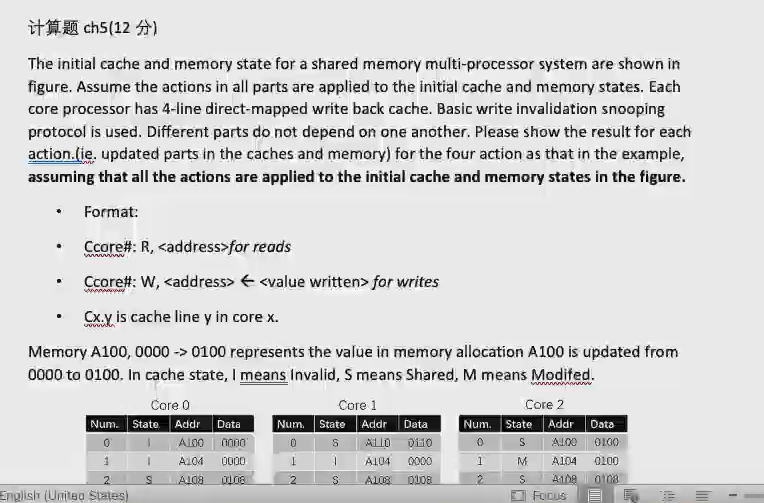 计算题 ch5(12 分)
The initial cache and memory state for a shared memory multi-processor system are shown in
figure. Assume the actions in all parts are applied to the initial cache and memory states. Each
core processor has 4-line direct-mapped write back cache. Basic write invalidation snooping
protocol is used. Different parts do not depend on one another. Please show the result for each
action.(ie. updated parts in the caches and memory) for the four action as that in the example,
assuming that all the actions are applied to the initial cache and memory states in the figure.
• Format:
• Ccore#: R, <address>for reads
• Ccore#: W, <address> ← <value written> for writes
• Cx.y is cache line y in core x.
Memory A100, 0000 -> 0100 represents the value in memory allocation A100 is updated from
0000 to 0100. In cache state, I means Invalid, S means Shared, M means Modifed.
Core 0 Core 1 Core 2
Num. State Addr Data Num. State Addr Data Num. State Addr Data
0 I A100 0000 0 S A110 0110 0 S A100 0100
1 I A104 0000 1 I A104 0000 1 M A104 0100
2 S A108 0108 2 S A108 0108 2 S A108 0108
English (United States) Focus